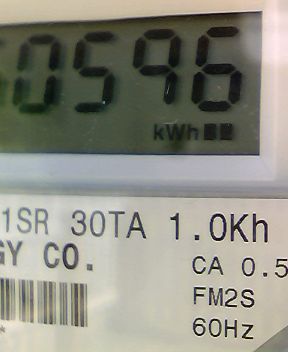 0596
kWh
1SR 30TA 1.0Kh
GY CO.
CA 0.5
FM2S
60Hz